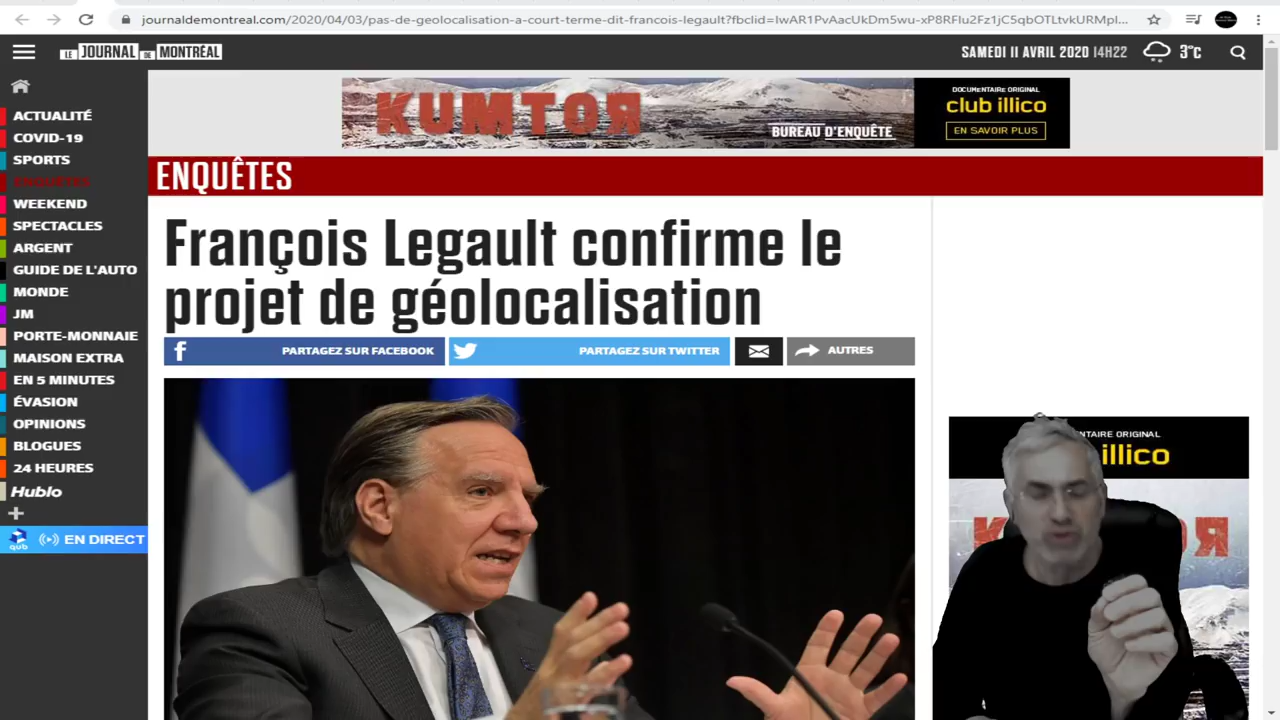 journaldemontreal.com/2020/04/03/pas-de-geolocalisation-a-court-terme-dit-francois-legault?fbclid=IwAR1PvAacUkDm5wu-xP8RFIu2Fz1jC5qbOTLtvkURMpI...
LE JOURNAL DE MONTRÉAL
SAMEDI 11 AVRIL 2020 14H22
3°C
ACTUALITÉ
COVID-19
SPORTS
ENQUÊTES
WEEKEND
SPECTACLES
ARGENT
GUIDE DE L'AUTO
MONDE
JM
PORTE-MONNAIE
MAISON EXTRA
EN 5 MINUTES
ÉVASION
OPINIONS
BLOGUES
24 HEURES
Hublo
+
qub
EN DIRECT
KUMTOR
BUREAU D'ENQUÊTE
DOCUMENTAIRE ORIGINAL
club illico
EN SAVOIR PLUS
ENQUÊTES
François Legault confirme le
projet de géolocalisation
PARTAGEZ SUR FACEBOOK
PARTAGEZ SUR TWITTER
AUTRES
NTAIRE ORIGINAL
illico